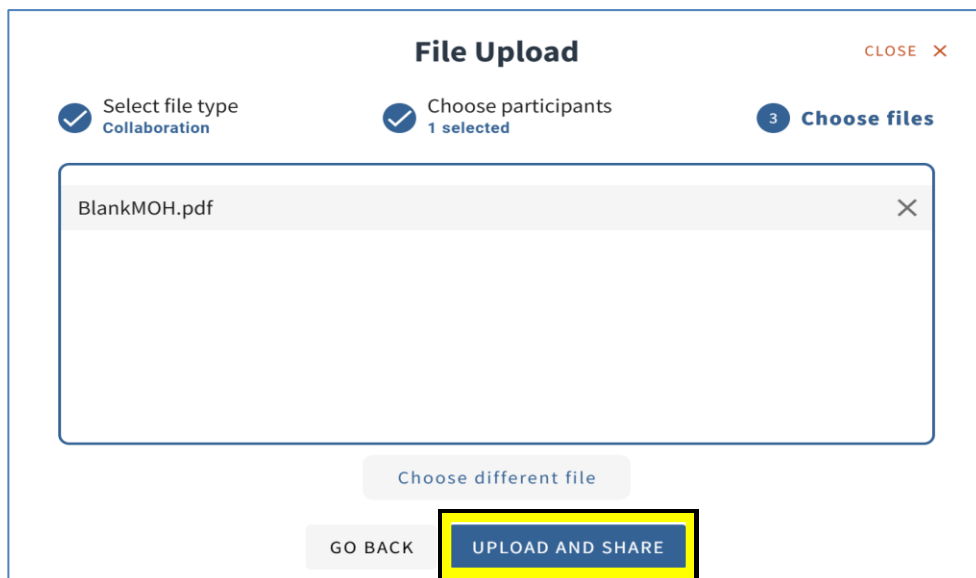 File Upload
CLOSE ×
Select file type
Collaboration
Choose participants
1 selected
3 Choose files
BlankMOH.pdf
Choose different file
GO BACK
UPLOAD AND SHARE